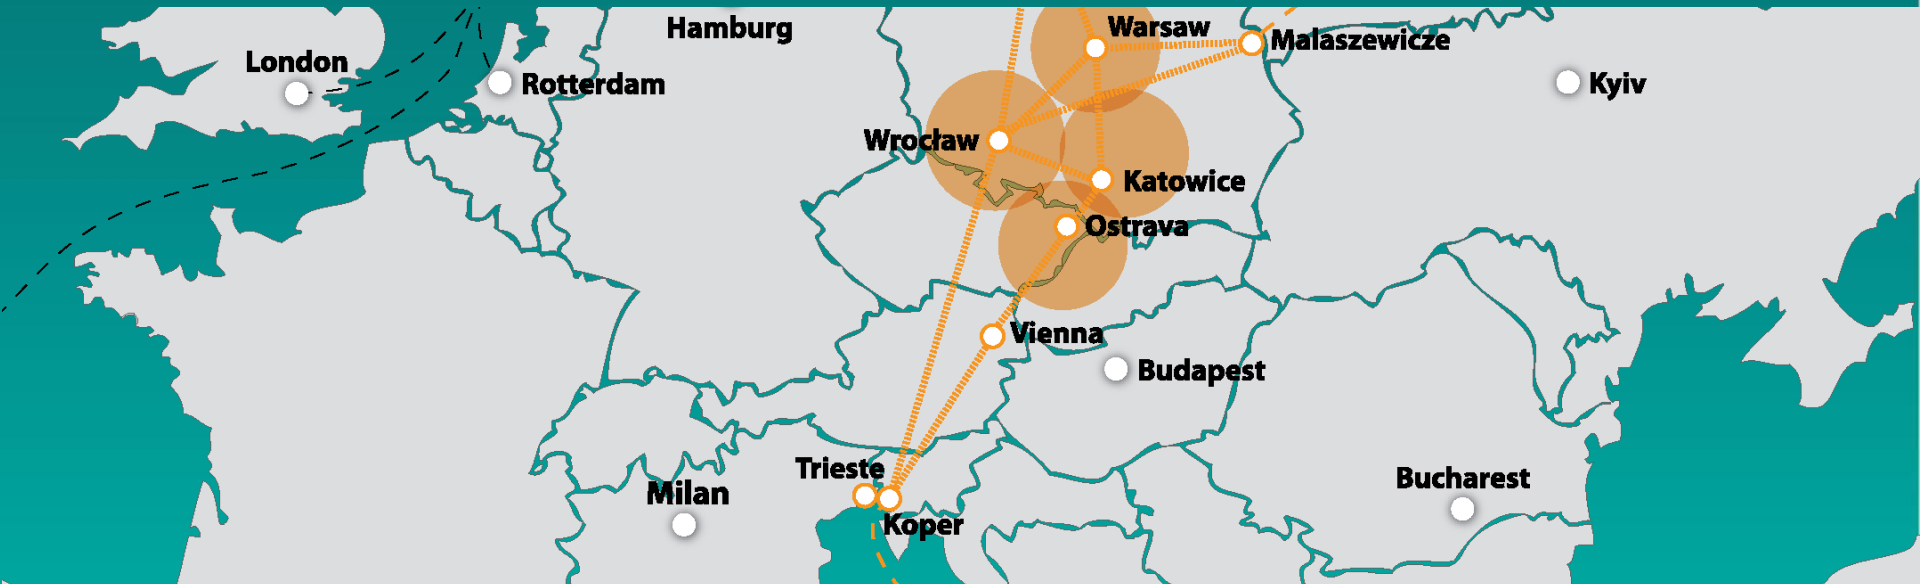 Hamburg
Warsaw
Malaszewicze
London
Rotterdam
Kyiv
Wrocław
Katowice
Ostrava
Vienna
Budapest
Trieste
Milan
Bucharest
Koper